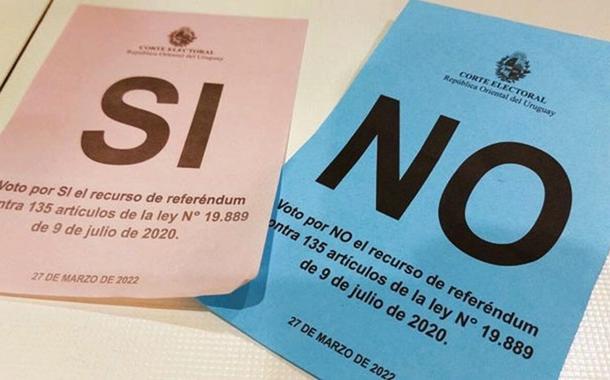 CORTE ELECTORAL
República Oriental del Uruguay
SI
Voto por SI el recurso de referéndum
ontra 135 artículos de la ley N° 19.889
de 9 de julio de 2020.
27 DE MARZO DE 2022
CORTE ELECTORAL
República Oriental del Uruguay
NO
Voto por NO el recurso de referéndum
ontra 135 artículos de la ley N° 19.889
de 9 de julio de 2020.
27 DE MARZO DE 2022